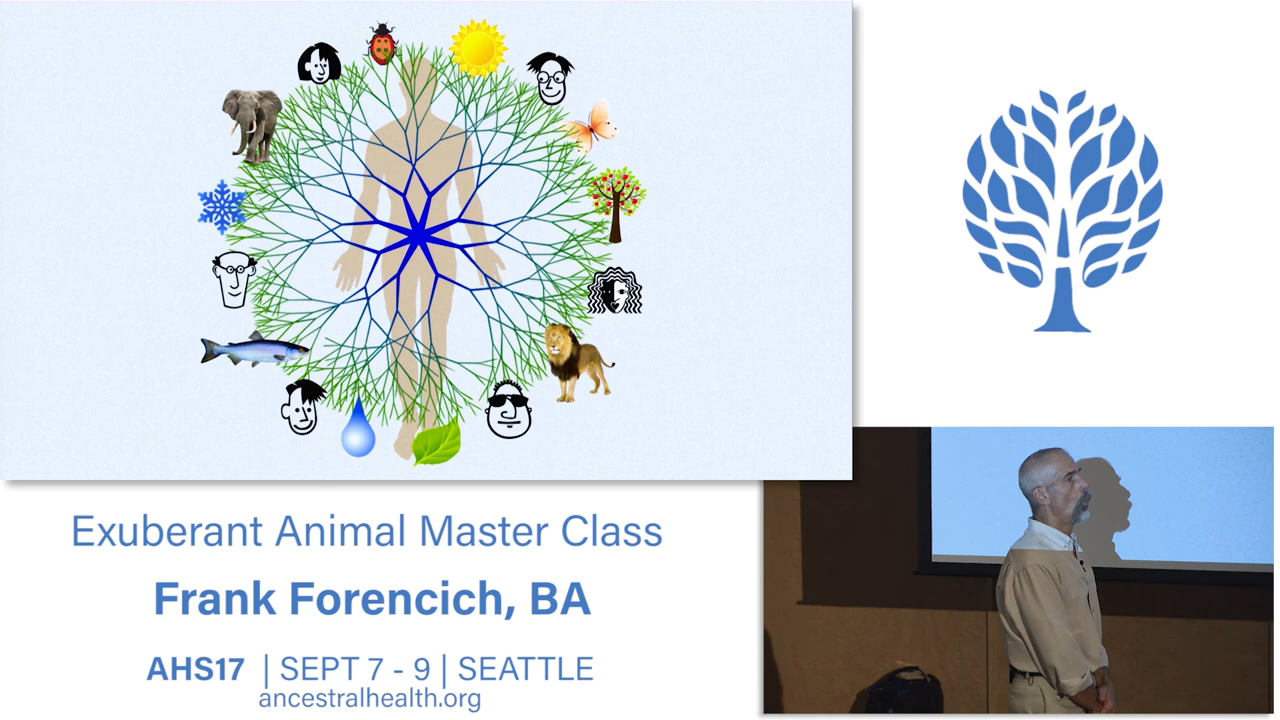 Exuberant Animal Master Class
Frank Forencich, BA
AHS17 | SEPT 7 - 9 | SEATTLE
ancestralhealth.org